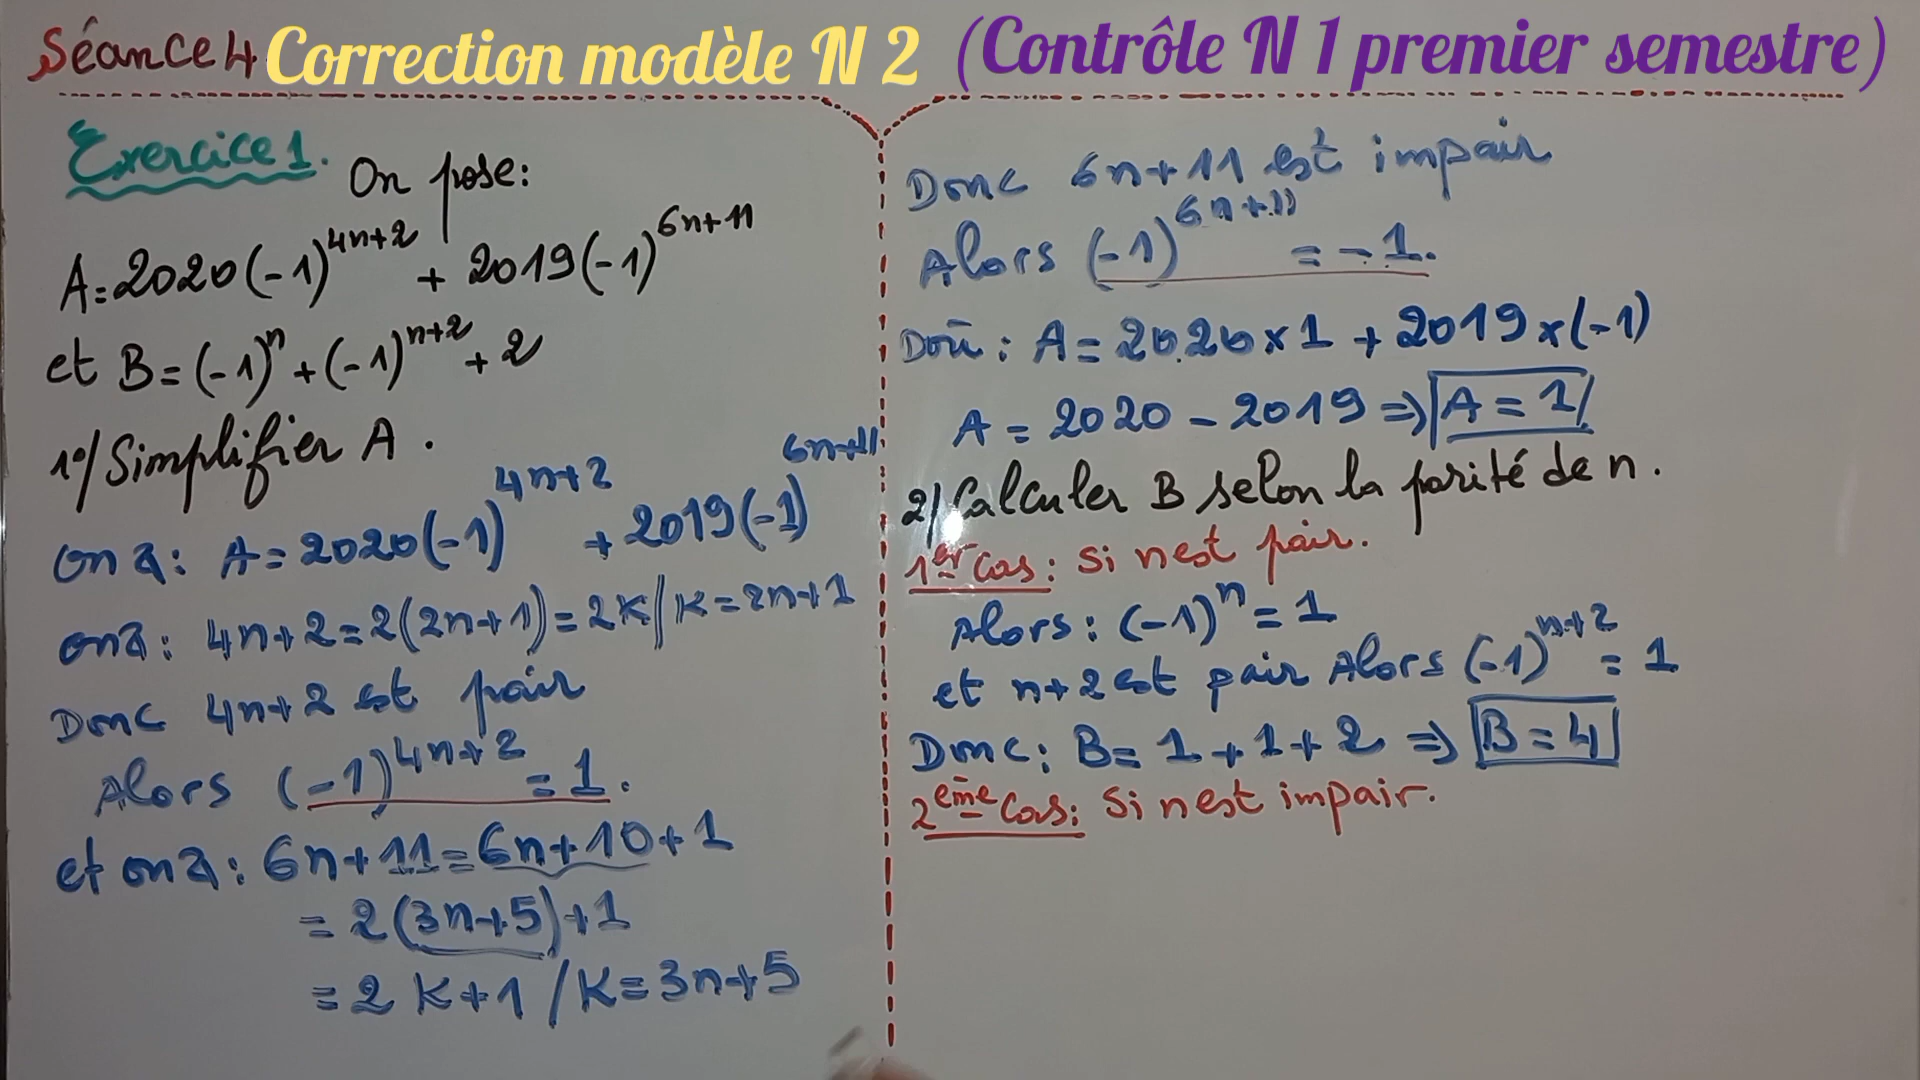 Séance 4 Correction modèle N 2 (Contrôle N 1 premier semestre)
Exercice 1. On pose:
A=2020(-1)^{4n+2} + 2019(-1)^{6n+11}
et B=(-1)^n+(-1)^{n+2}+2
1°/Simplifier A.
on a: A=2020(-1)^{4n+2}+2019(-1)^{6n+11}
on a: 4n+2=2(2n+1)=2K/K=2n+1
Donc 4n+2 est pair
Alors (-1)^{4n+2}=1.
et on a: 6n+11=6n+10+1
=2(3n+5)+1
=2K+1/K=3n+5
Donc 6n+11 est impair
Alors (-1)^{6n+11}=-1.
Doù: A=2020×1+2019×(-1)
A=2020-2019⇒A=1
2/Calculer B selon la parité de n.
1er Cas: Si n est pair.
Alors: (-1)^n=1
et n+2 est pair Alors (-1)^{n+2}=1
Donc: B=1+1+2⇒B=4
2ème Cas: Si n est impair.